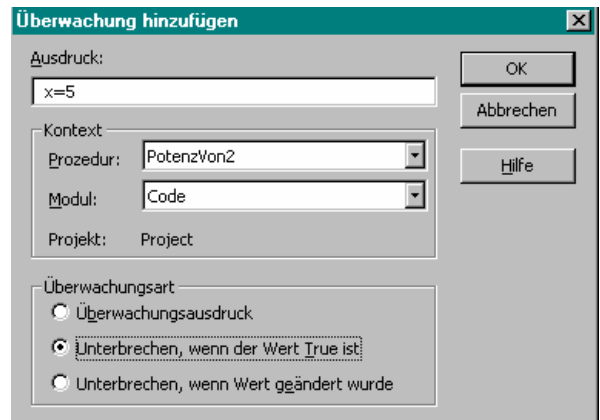 Überwachung hinzufügen
Ausdruck:
x=5
OK
Abbrechen
Hilfe
Kontext
Prozedur: PotenzVon2
Modul: Code
Projekt: Project
Überwachungsart
Überwachungsausdruck
Unterbrechen, wenn der Wert True ist
Unterbrechen, wenn Wert geändert wurde